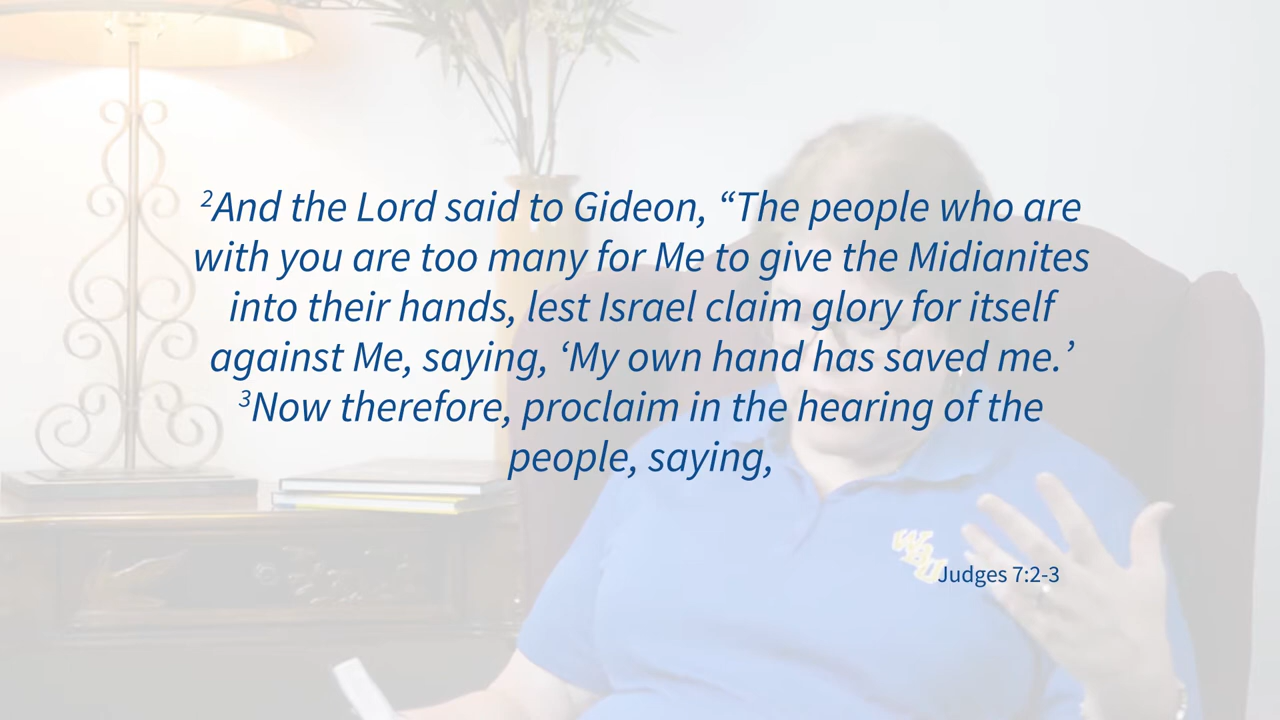 ²And the Lord said to Gideon, “The people who are
with you are too many for Me to give the Midianites
into their hands, lest Israel claim glory for itself
against Me, saying, ‘My own hand has saved me.’
³Now therefore, proclaim in the hearing of the
people, saying,
WBU
Judges 7:2-3